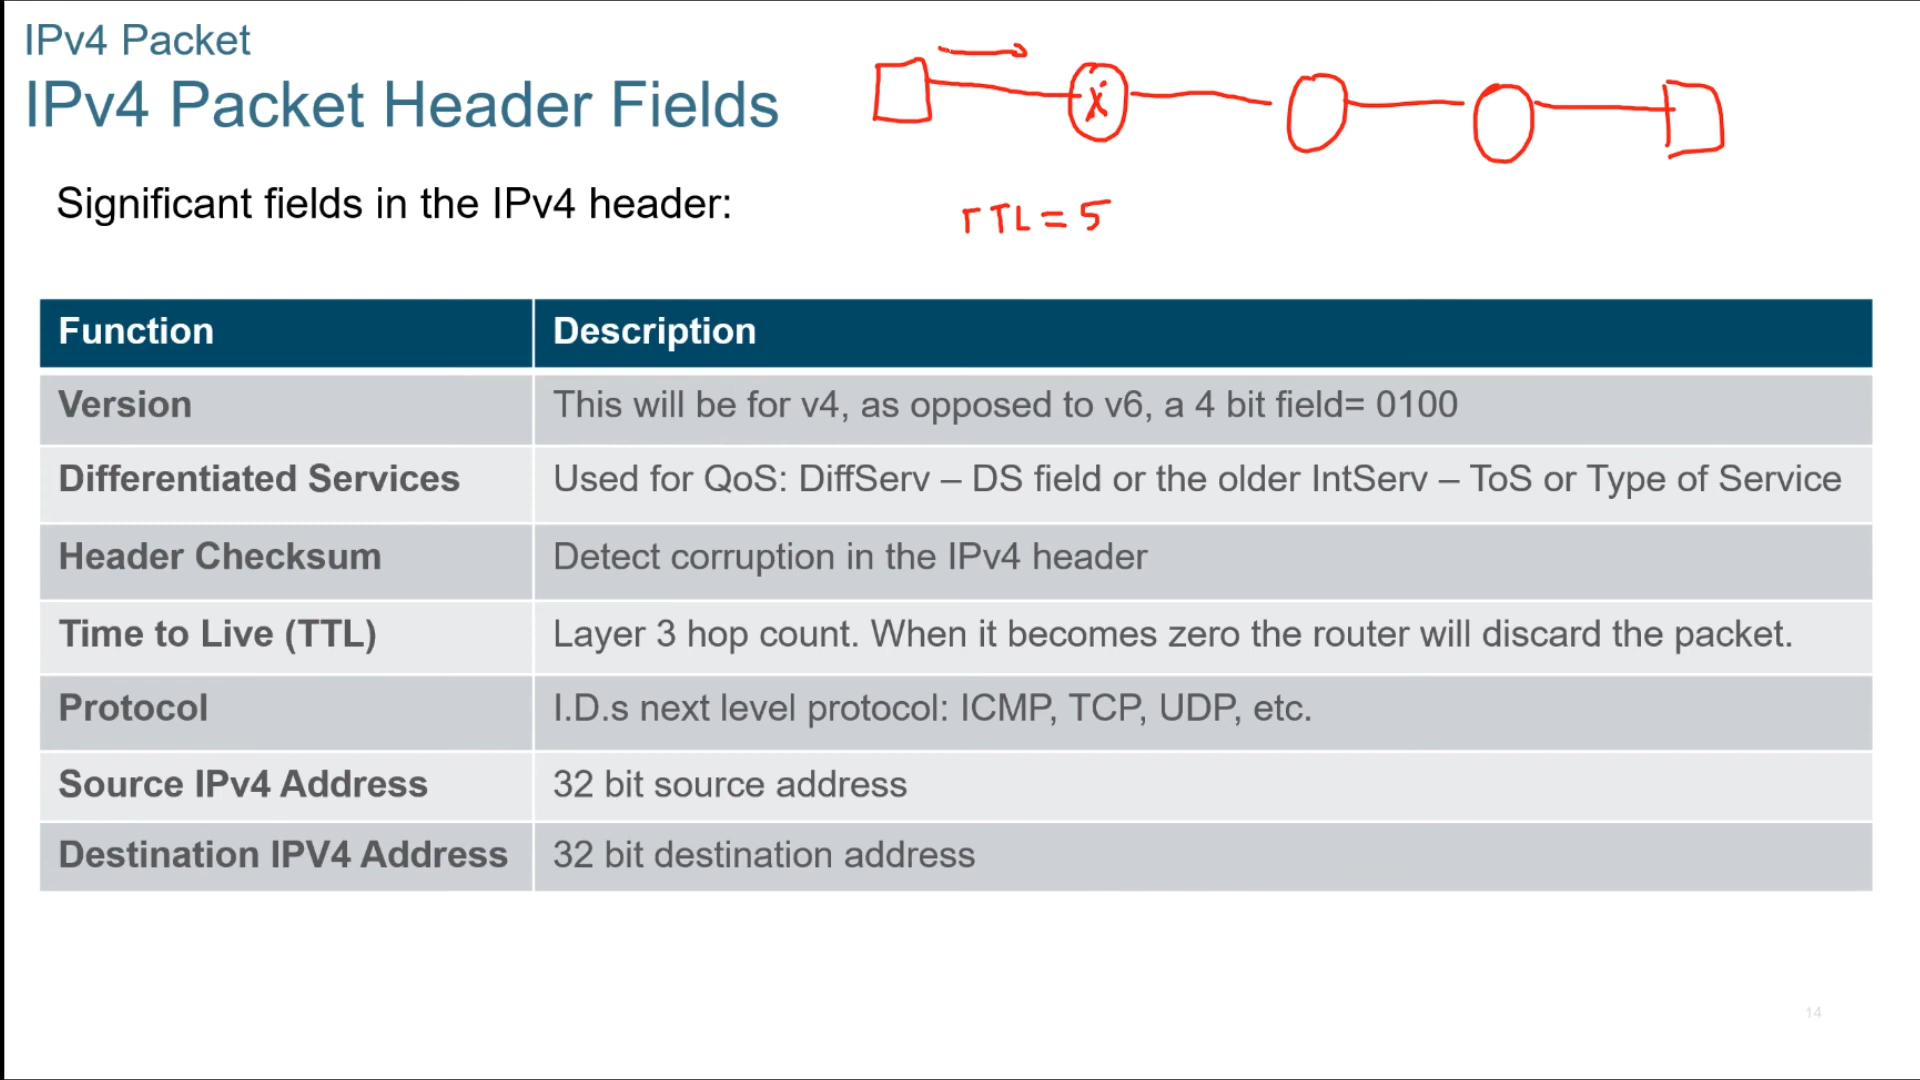 IPv4 Packet
IPv4 Packet Header Fields
X
Significant fields in the IPv4 header:
TTL = 5
Function Description
Version This will be for v4, as opposed to v6, a 4 bit field= 0100
Differentiated Services Used for QoS: DiffServ – DS field or the older IntServ – ToS or Type of Service
Header Checksum Detect corruption in the IPv4 header
Time to Live (TTL) Layer 3 hop count. When it becomes zero the router will discard the packet.
Protocol I.D.s next level protocol: ICMP, TCP, UDP, etc.
Source IPv4 Address 32 bit source address
Destination IPV4 Address 32 bit destination address
14